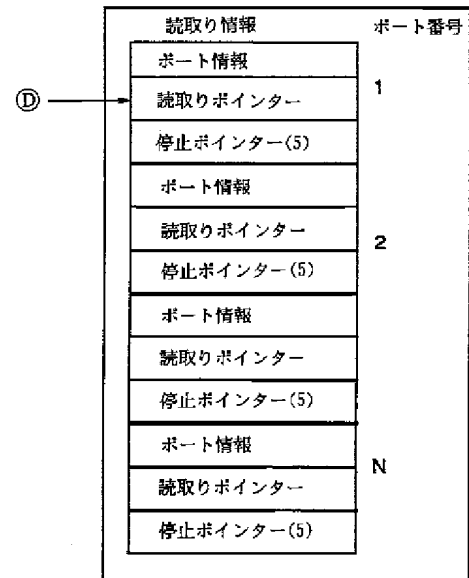 読取り情報 ポート番号
ポート情報
1
Ⓓ 読取りポインター
停止ポインター(5)
ポート情報
読取りポインター
2
停止ポインター(5)
ポート情報
読取りポインター
停止ポインター(5)
ポート情報
N
読取りポインター
停止ポインター(5)